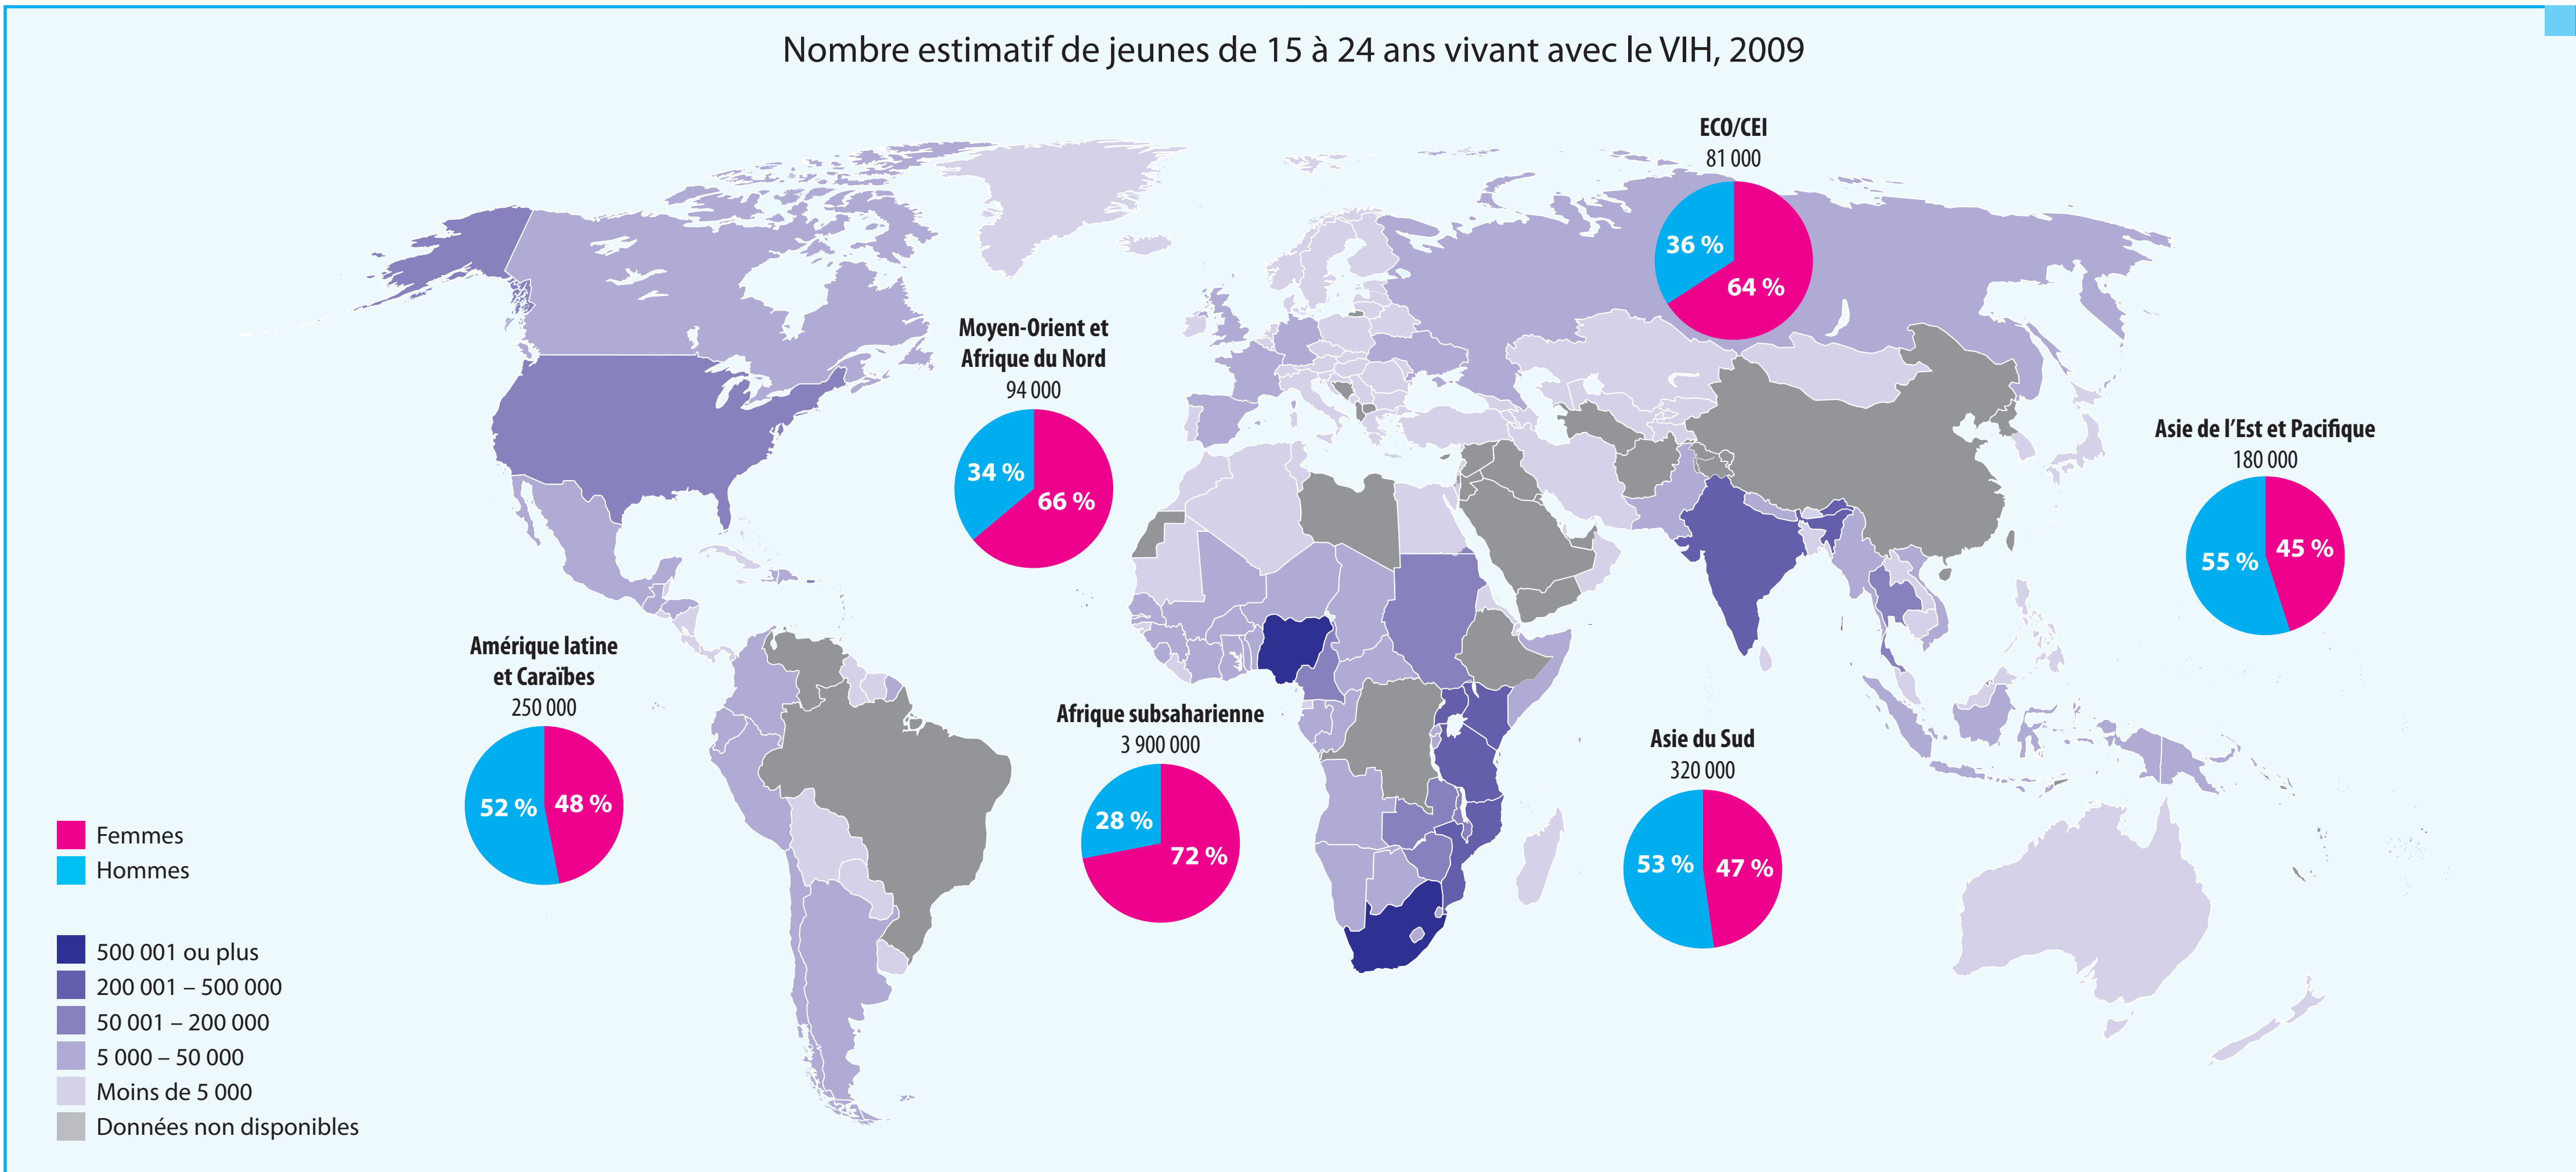 Nombre estimatif de jeunes de 15 à 24 ans vivant avec le VIH, 2009
ECO/CEI
81 000
36 %
64 %
Moyen-Orient et
Afrique du Nord
94 000
34 %
66 %
Asie de l’Est et Pacifique
180 000
55 %
45 %
Amérique latine
et Caraïbes
250 000
52 %
48 %
Afrique subsaharienne
3 900 000
28 %
72 %
Asie du Sud
320 000
53 %
47 %
Femmes
Hommes
500 001 ou plus
200 001 – 500 000
50 001 – 200 000
5 000 – 50 000
Moins de 5 000
Données non disponibles